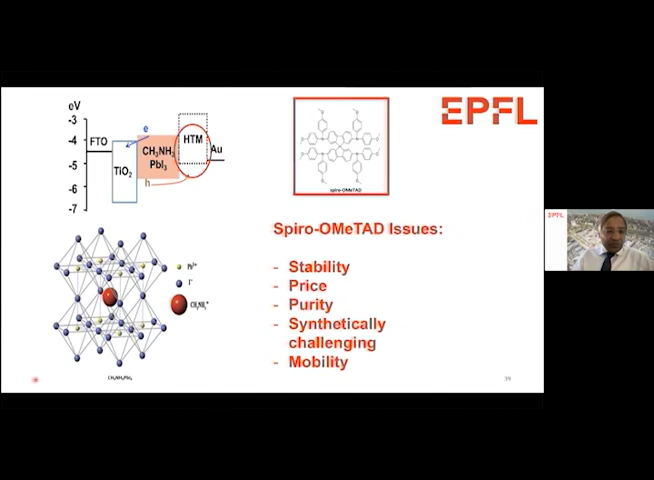 eV
-3
-4
-5
-6
-7
FTO
TiO₂
e
CH₃NH₃
PbI₃
h
HTM
Au
spiro-OMeTAD
EPFL
Spiro-OMeTAD Issues:
- Stability
- Price
- Purity
- Synthetically
challenging
- Mobility
Pb²⁺
I⁻
CH₃NH₃⁺
CH₃NH₃PbI₃
39
EPFL